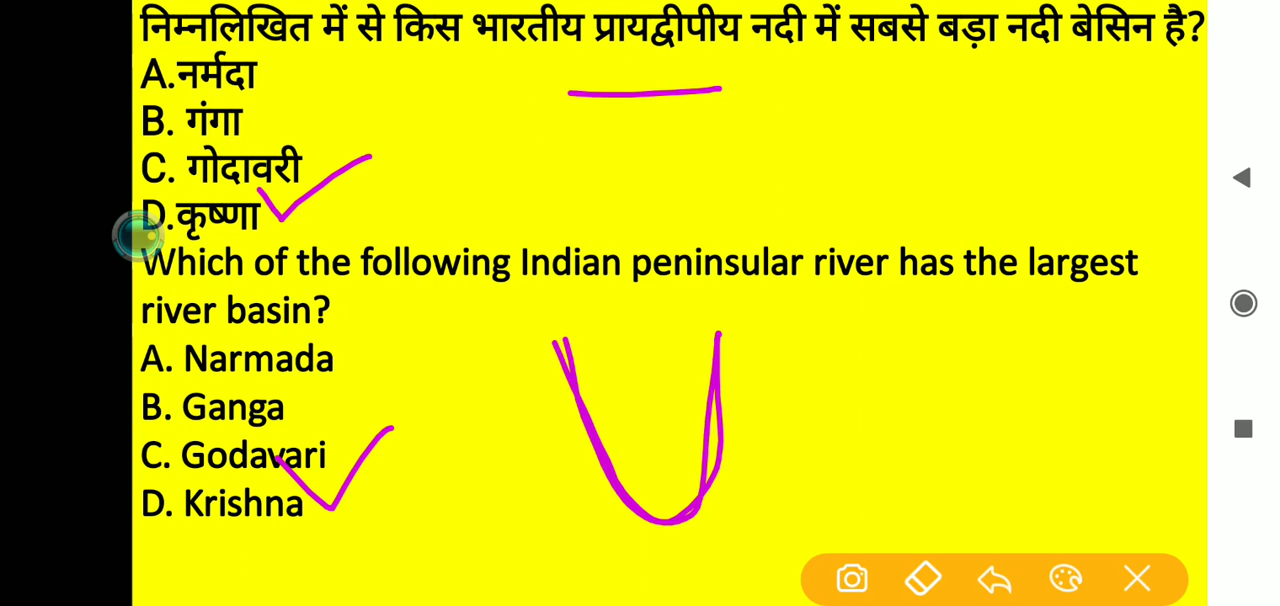 निम्नलिखित में से किस भारतीय प्रायद्वीपीय नदी में सबसे बड़ा नदी बेसिन है?
A.नर्मदा
B. गंगा
C. गोदावरी
D.कृष्णा
Which of the following Indian peninsular river has the largest
river basin?
A. Narmada
B. Ganga
C. Godavari
D. Krishna